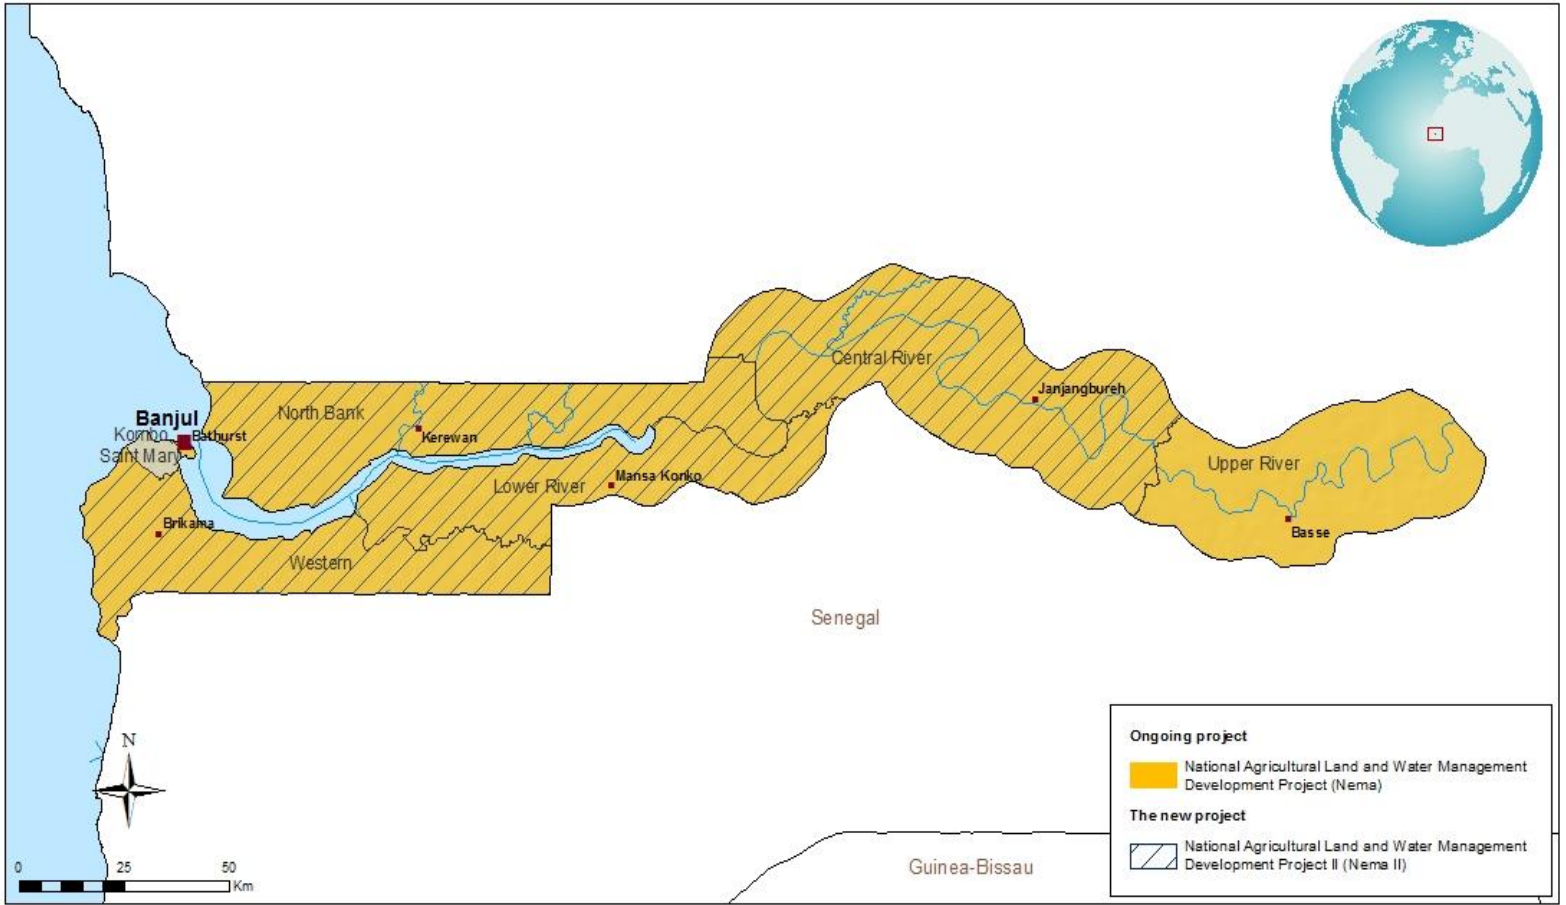 Central River
Janjangbureh
North Bank
Banjul
Kombo
Saint Mary
Bathurst
Kerewan
Upper River
Mansa Konko
Lower River
Brikama
Basse
Western
Senegal
N
Ongoing project
National Agricultural Land and Water Management
Development Project (Nema)
The new project
National Agricultural Land and Water Management
Development Project II (Nema II)
Guinea-Bissau
0 25 50
Km